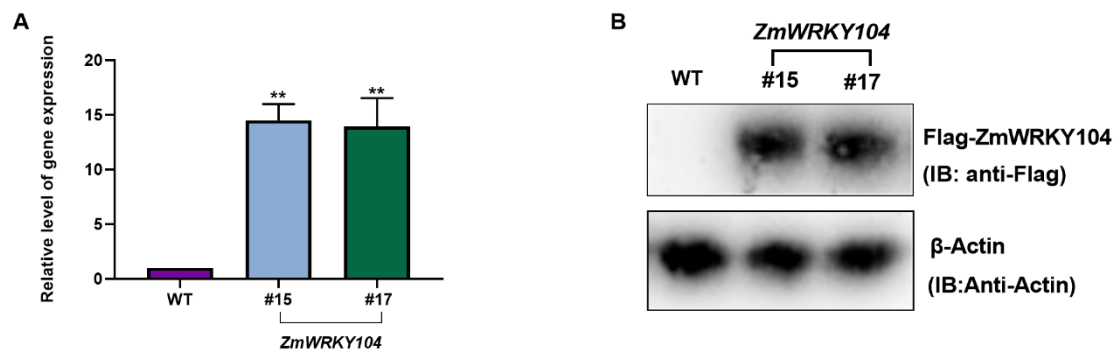 A
Relative level of gene expression
20
15
10
5
0
**
**
WT
#15
#17
ZmWRKY104
B
ZmWRKY104
WT
#15
#17
Flag-ZmWRKY104
(IB: anti-Flag)
β-Actin
(IB:Anti-Actin)